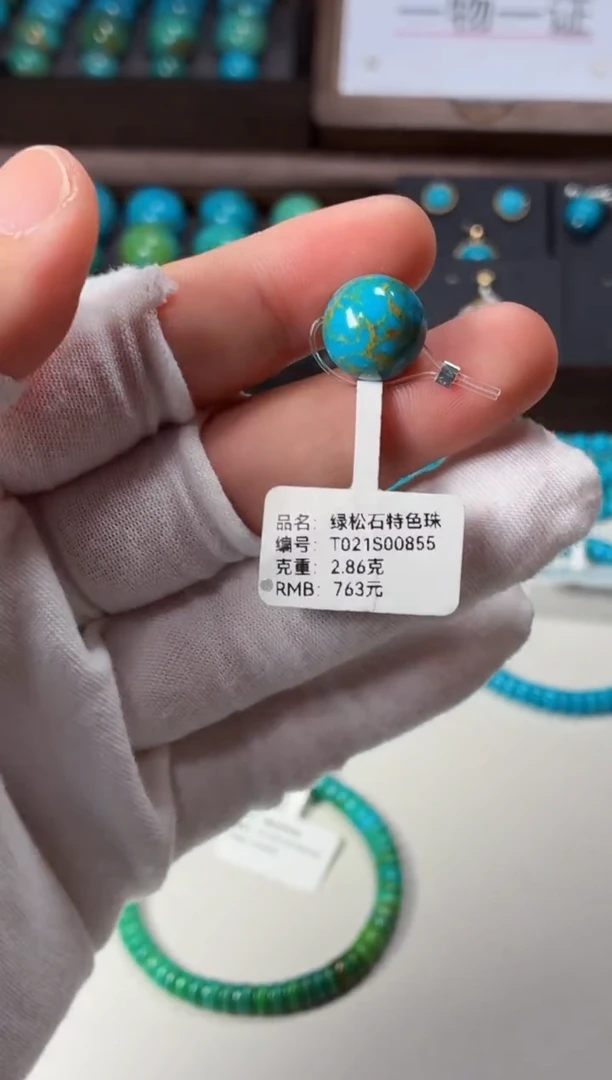 一物一证
品名: 绿松石特色珠
编号: T021S00855
克重: 2.86克
RMB: 763元